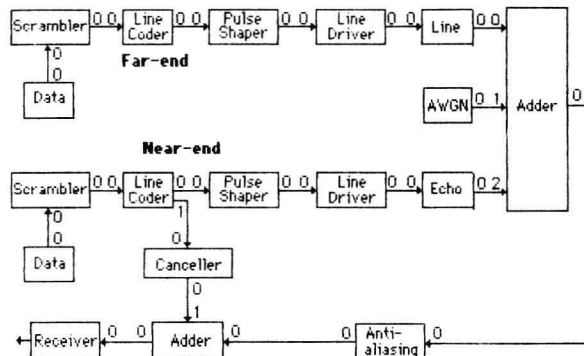 Scrambler 0 0 Line Coder 0 0 Pulse Shaper 0 0 Line Driver 0 0 Line 0 0
0
0
Far-end
Data
AWGN 0 1 Adder 0
Near-end
Scrambler 0 0 Line Coder 0 0 Pulse Shaper 0 0 Line Driver 0 0 Echo 0 2
0
1
0
0
Data
Canceller
0
1
Receiver 0 0 Adder 0 0 Anti-aliasing 0